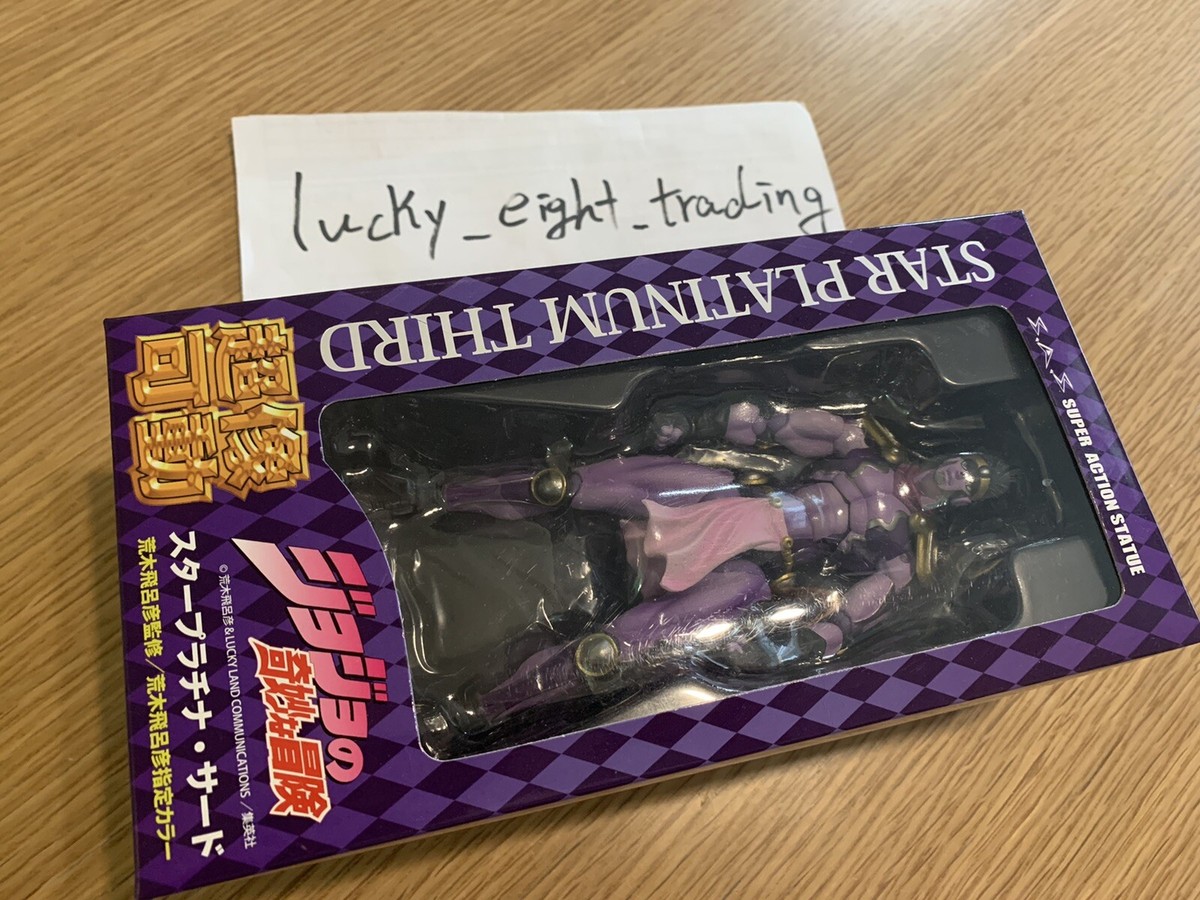 lucky_eight_trading
STAR PLATINUM THIRD
S.A.S SUPER ACTION STATUE
超像
可動
ジョジョの
奇妙な冒険
©荒木飛呂彦&LUCKY LAND COMMUNICATIONS/集英社
スタープラチナ・サード
荒木飛呂彦監修/荒木飛呂彦指定カラー